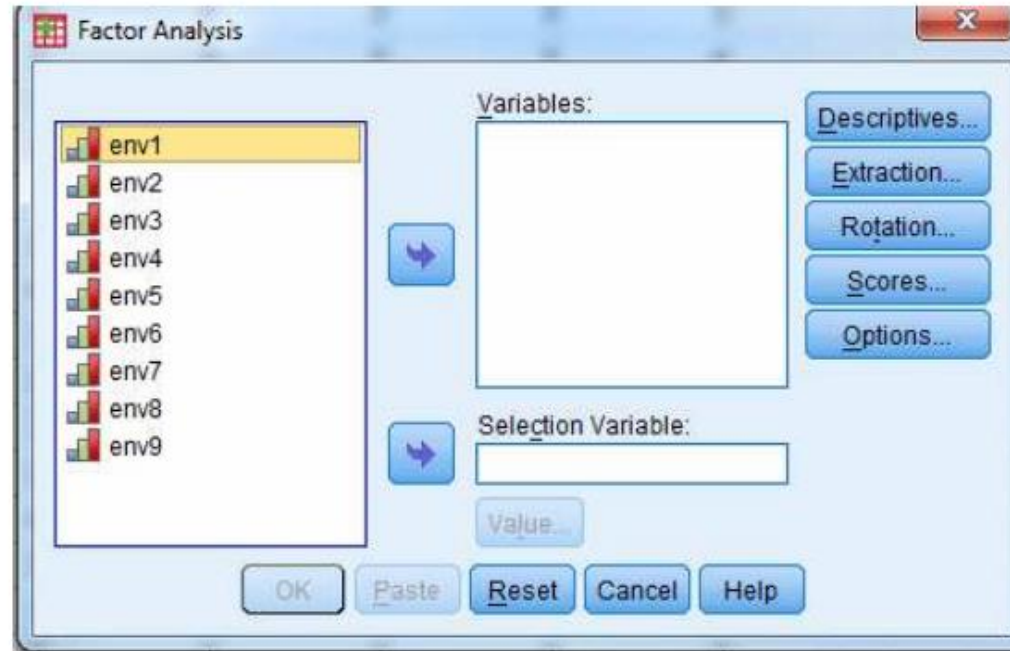 Factor Analysis
env1
env2
env3
env4
env5
env6
env7
env8
env9
Variables:
Selection Variable:
Value...
Descriptives...
Extraction...
Rotation...
Scores...
Options...
OK
Paste
Reset
Cancel
Help